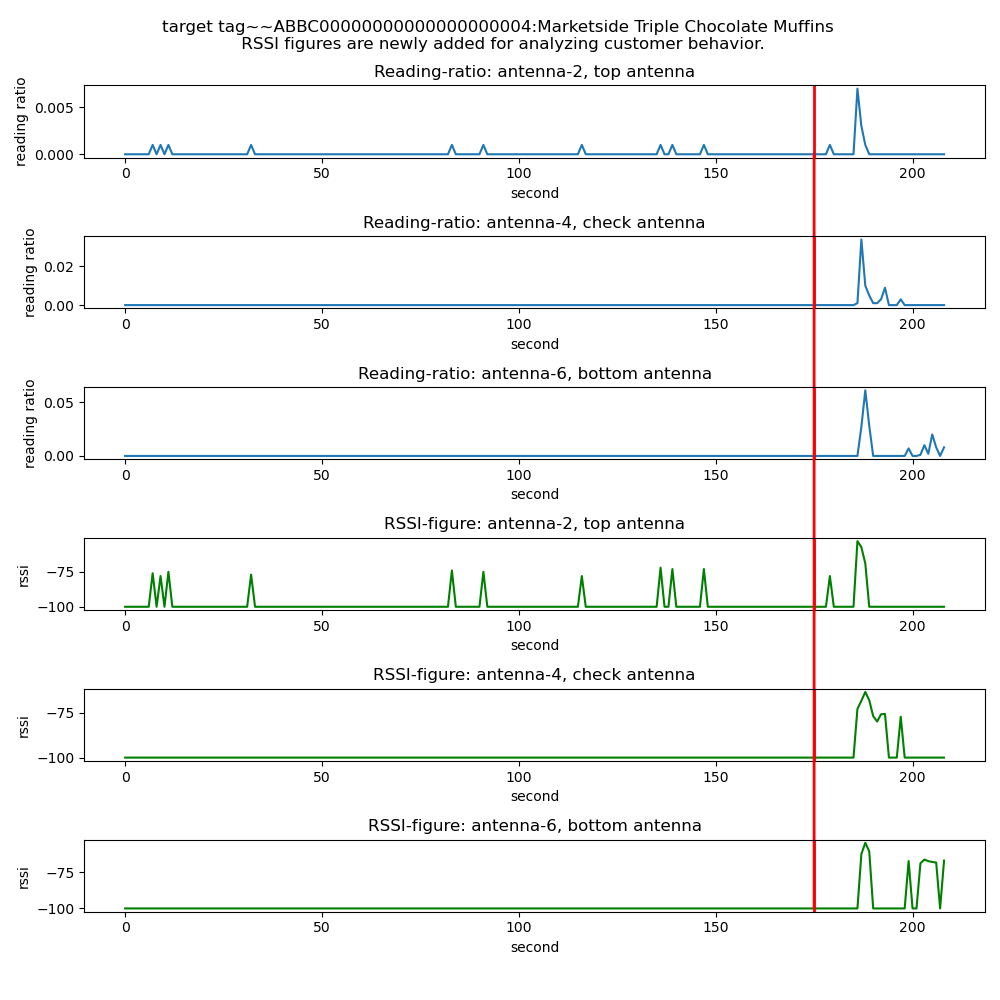 target tag~~ABBC00000000000000000004:Marketside Triple Chocolate Muffins
RSSI figures are newly added for analyzing customer behavior.
Reading-ratio: antenna-2, top antenna
reading ratio
0.005
0.000
0 50 100 150 200
second
Reading-ratio: antenna-4, check antenna
reading ratio
0.02
0.00
0 50 100 150 200
second
Reading-ratio: antenna-6, bottom antenna
reading ratio
0.05
0.00
0 50 100 150 200
second
RSSI-figure: antenna-2, top antenna
rssi
−75
−100
0 50 100 150 200
second
RSSI-figure: antenna-4, check antenna
rssi
−75
−100
0 50 100 150 200
second
RSSI-figure: antenna-6, bottom antenna
rssi
−75
−100
0 50 100 150 200
second